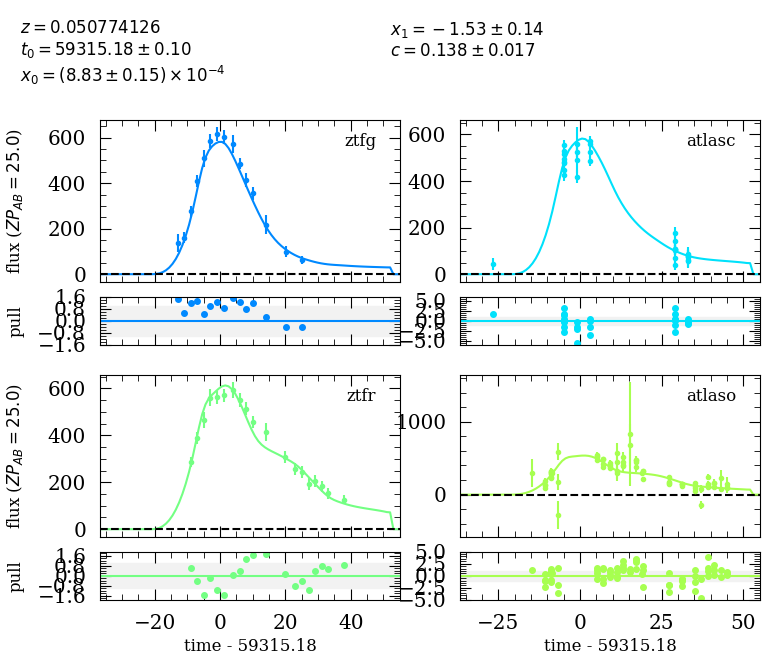 z = 0.050774126
t₀ = 59315.18 ± 0.10
x₀ = (8.83 ± 0.15) × 10⁻⁴
x₁ = −1.53 ± 0.14
c = 0.138 ± 0.017
flux (ZP_AB = 25.0)
600
400
200
0
ztfg
600
400
200
0
atlasc
pull
1.6
0.8
0.0
−0.8
−1.6
5.0
2.5
0.0
−2.5
−5.0
flux (ZP_AB = 25.0)
600
400
200
0
ztfr
1000
0
atlaso
pull
1.6
0.8
0.0
−0.8
−1.6
5.0
2.5
0.0
−2.5
−5.0
−20 0 20 40
time - 59315.18
−25 0 25 50
time - 59315.18